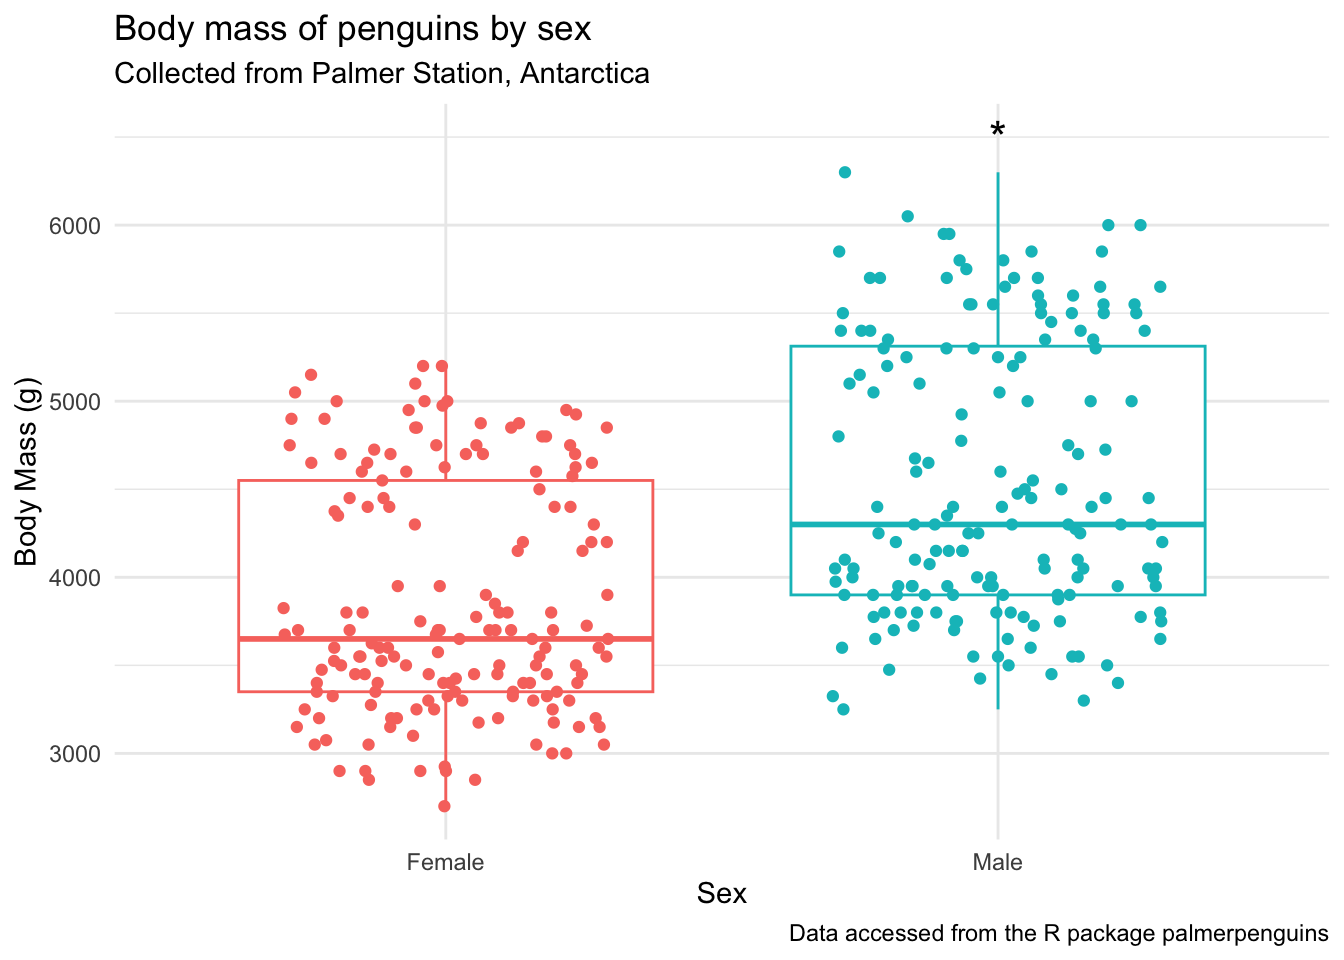 Body mass of penguins by sex
Collected from Palmer Station, Antarctica
*
6000
5000
4000
3000
Body Mass (g)
Female
Male
Sex
Data accessed from the R package palmerpenguins